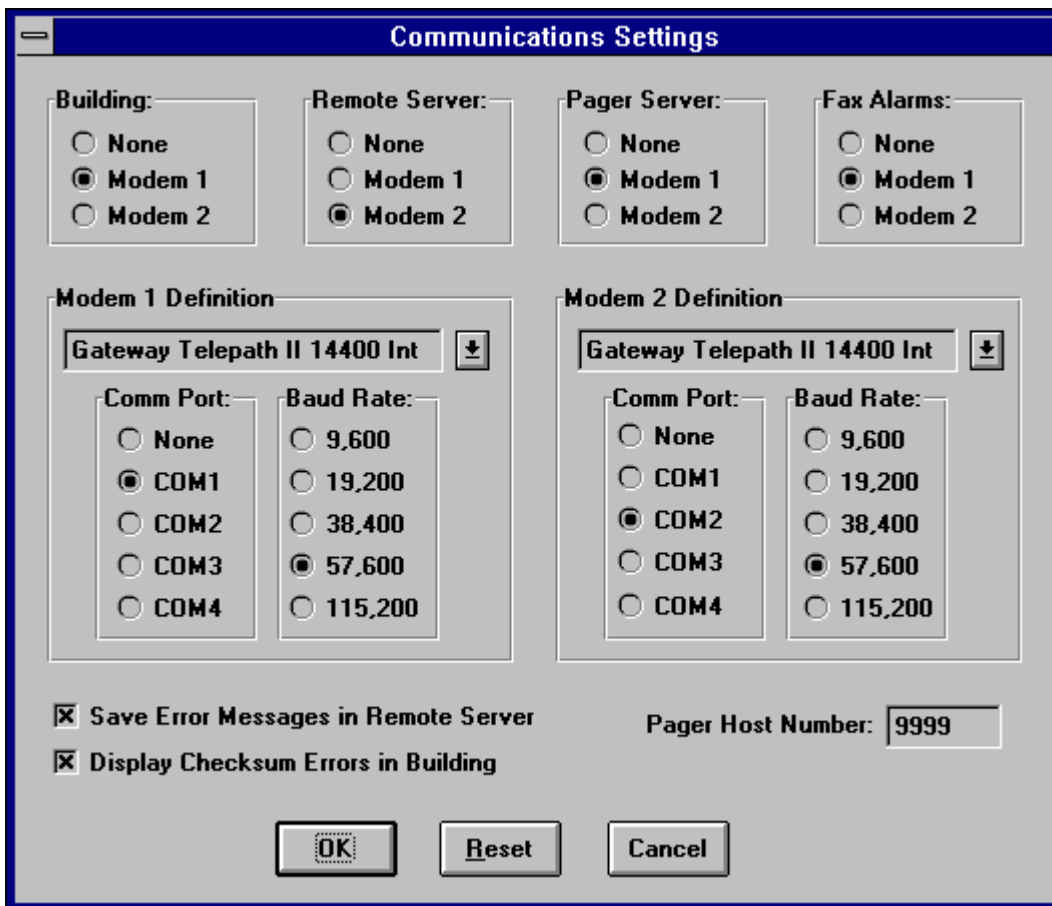 Communications Settings
Building:
None
Modem 1
Modem 2
Remote Server:
None
Modem 1
Modem 2
Pager Server:
None
Modem 1
Modem 2
Fax Alarms:
None
Modem 1
Modem 2
Modem 1 Definition
Gateway Telepath II 14400 Int
Comm Port:
None
COM1
COM2
COM3
COM4
Baud Rate:
9,600
19,200
38,400
57,600
115,200
Modem 2 Definition
Gateway Telepath II 14400 Int
Comm Port:
None
COM1
COM2
COM3
COM4
Baud Rate:
9,600
19,200
38,400
57,600
115,200
Save Error Messages in Remote Server
Display Checksum Errors in Building
Pager Host Number: 9999
OK
Reset
Cancel